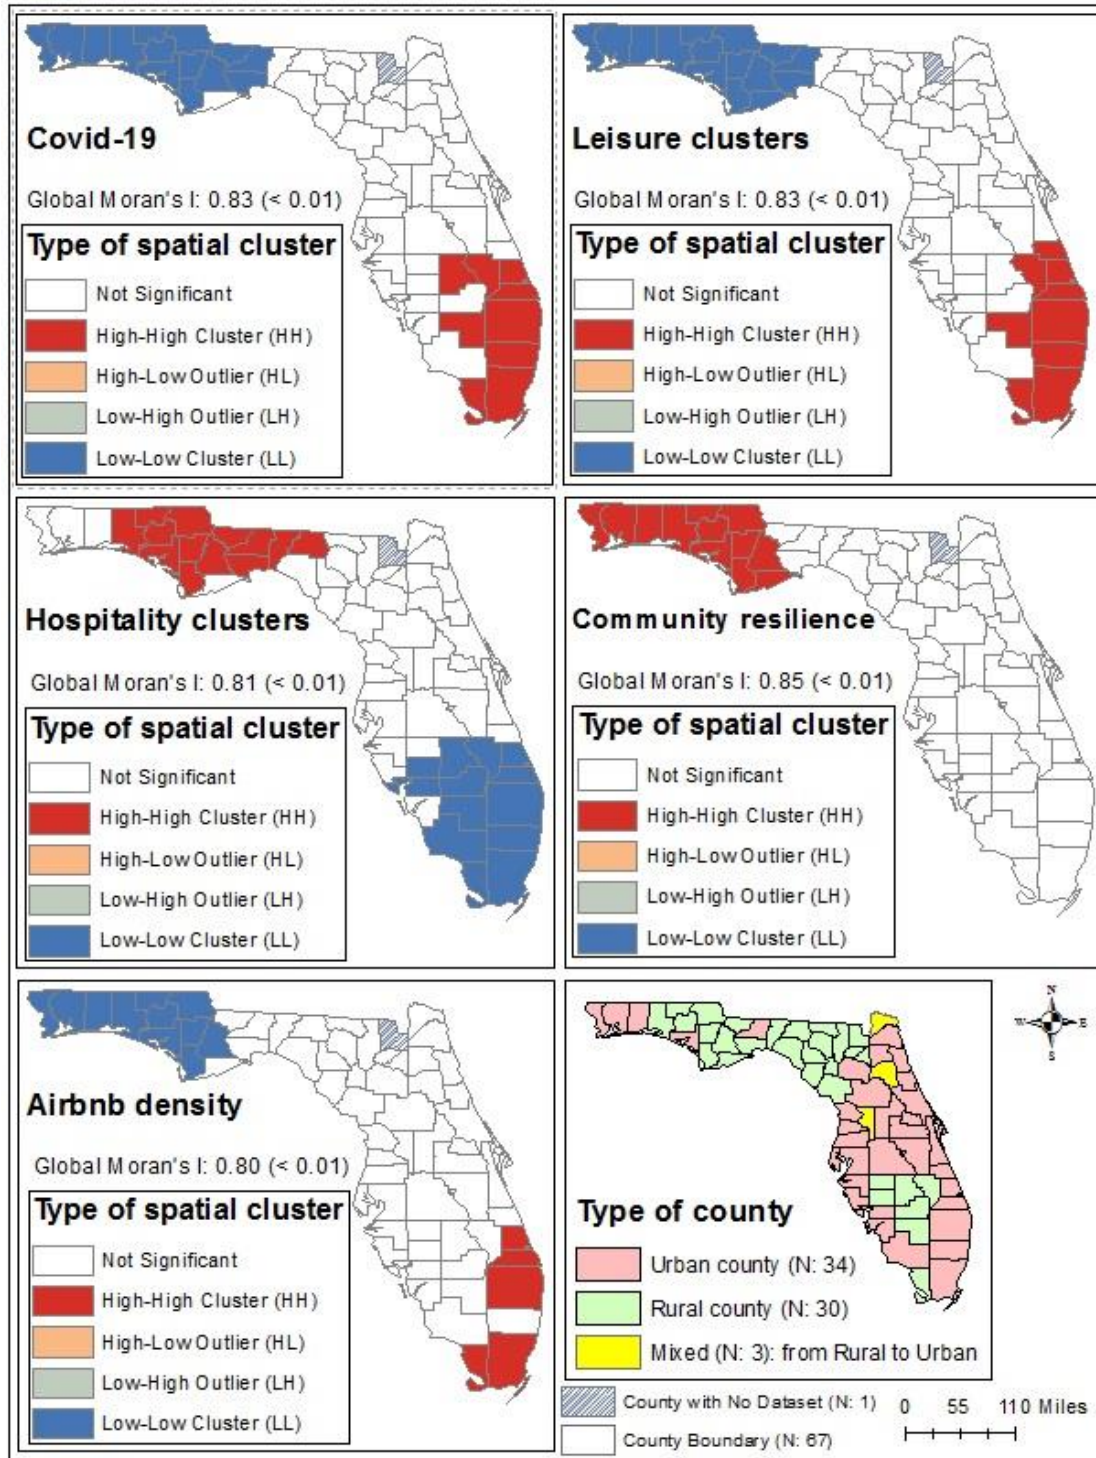 Covid-19
Global Moran's I: 0.83 (< 0.01)
Type of spatial cluster
Not Significant
High-High Cluster (HH)
High-Low Outlier (HL)
Low-High Outlier (LH)
Low-Low Cluster (LL)
Leisure clusters
Global Moran's I: 0.83 (< 0.01)
Type of spatial cluster
Not Significant
High-High Cluster (HH)
High-Low Outlier (HL)
Low-High Outlier (LH)
Low-Low Cluster (LL)
Hospitality clusters
Global Moran's I: 0.81 (< 0.01)
Type of spatial cluster
Not Significant
High-High Cluster (HH)
High-Low Outlier (HL)
Low-High Outlier (LH)
Low-Low Cluster (LL)
Community resilience
Global Moran's I: 0.85 (< 0.01)
Type of spatial cluster
Not Significant
High-High Cluster (HH)
High-Low Outlier (HL)
Low-High Outlier (LH)
Low-Low Cluster (LL)
Airbnb density
Global Moran's I: 0.80 (< 0.01)
Type of spatial cluster
Not Significant
High-High Cluster (HH)
High-Low Outlier (HL)
Low-High Outlier (LH)
Low-Low Cluster (LL)
Type of county
Urban county (N: 34)
Rural county (N: 30)
Mixed (N: 3): from Rural to Urban
N
W E
S
County with No Dataset (N: 1)
County Boundary (N: 67)
0 55 110 Miles